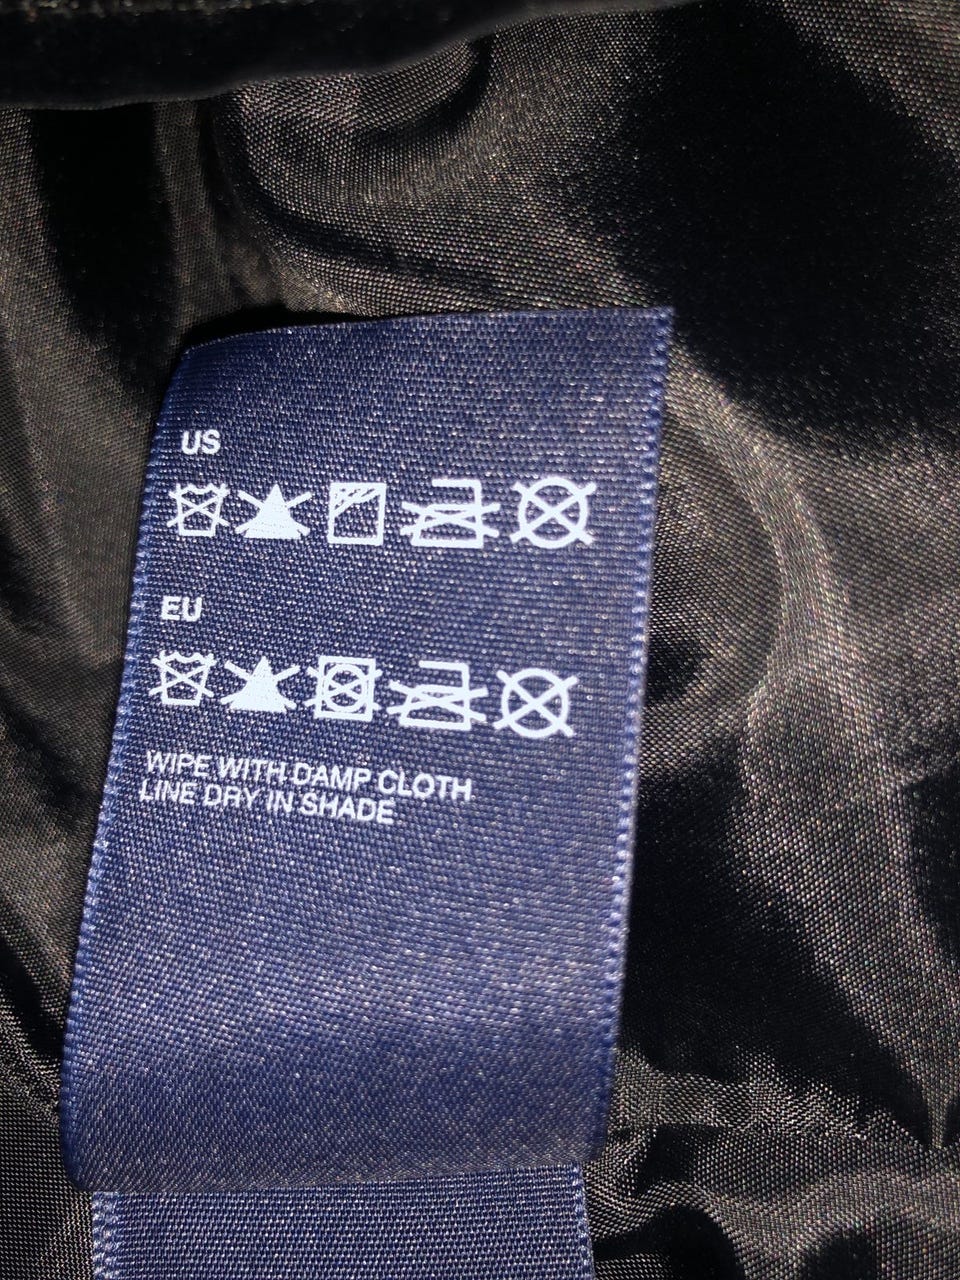 US
EU
WIPE WITH DAMP CLOTH
LINE DRY IN SHADE